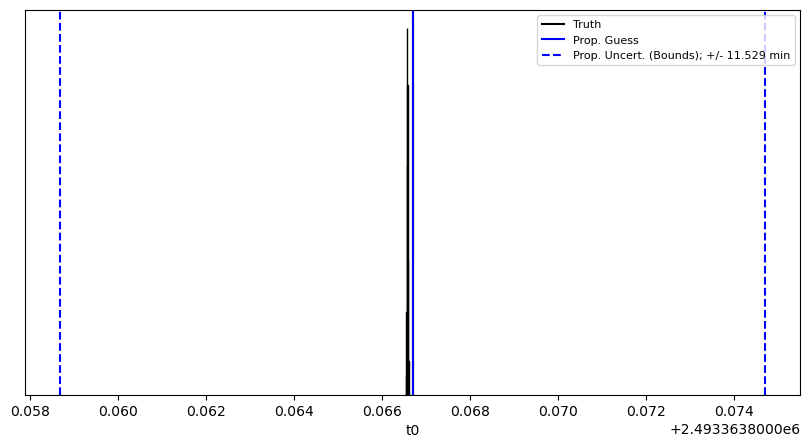 Truth
Prop. Guess
Prop. Uncert. (Bounds); +/- 11.529 min
0.058 0.060 0.062 0.064 0.066 0.068 0.070 0.072 0.074
t0
+2.4933638000e6